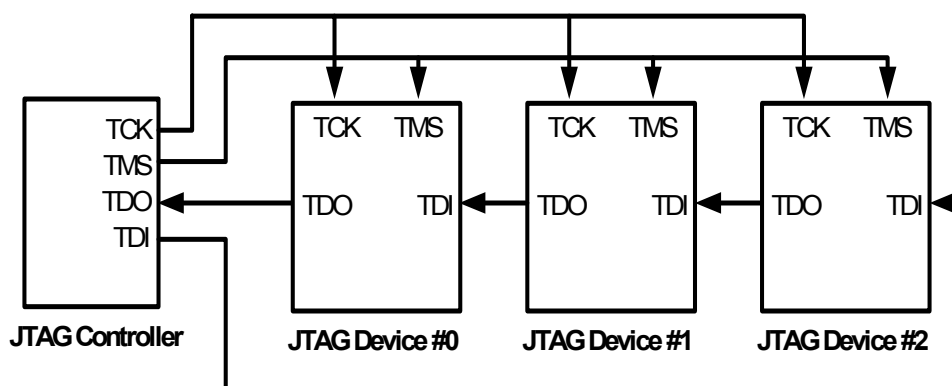 TCK
TMS
TDO
TDI
JTAG Controller
TCK TMS
TDO TDI
JTAG Device #0
TCK TMS
TDO TDI
JTAG Device #1
TCK TMS
TDO TDI
JTAG Device #2